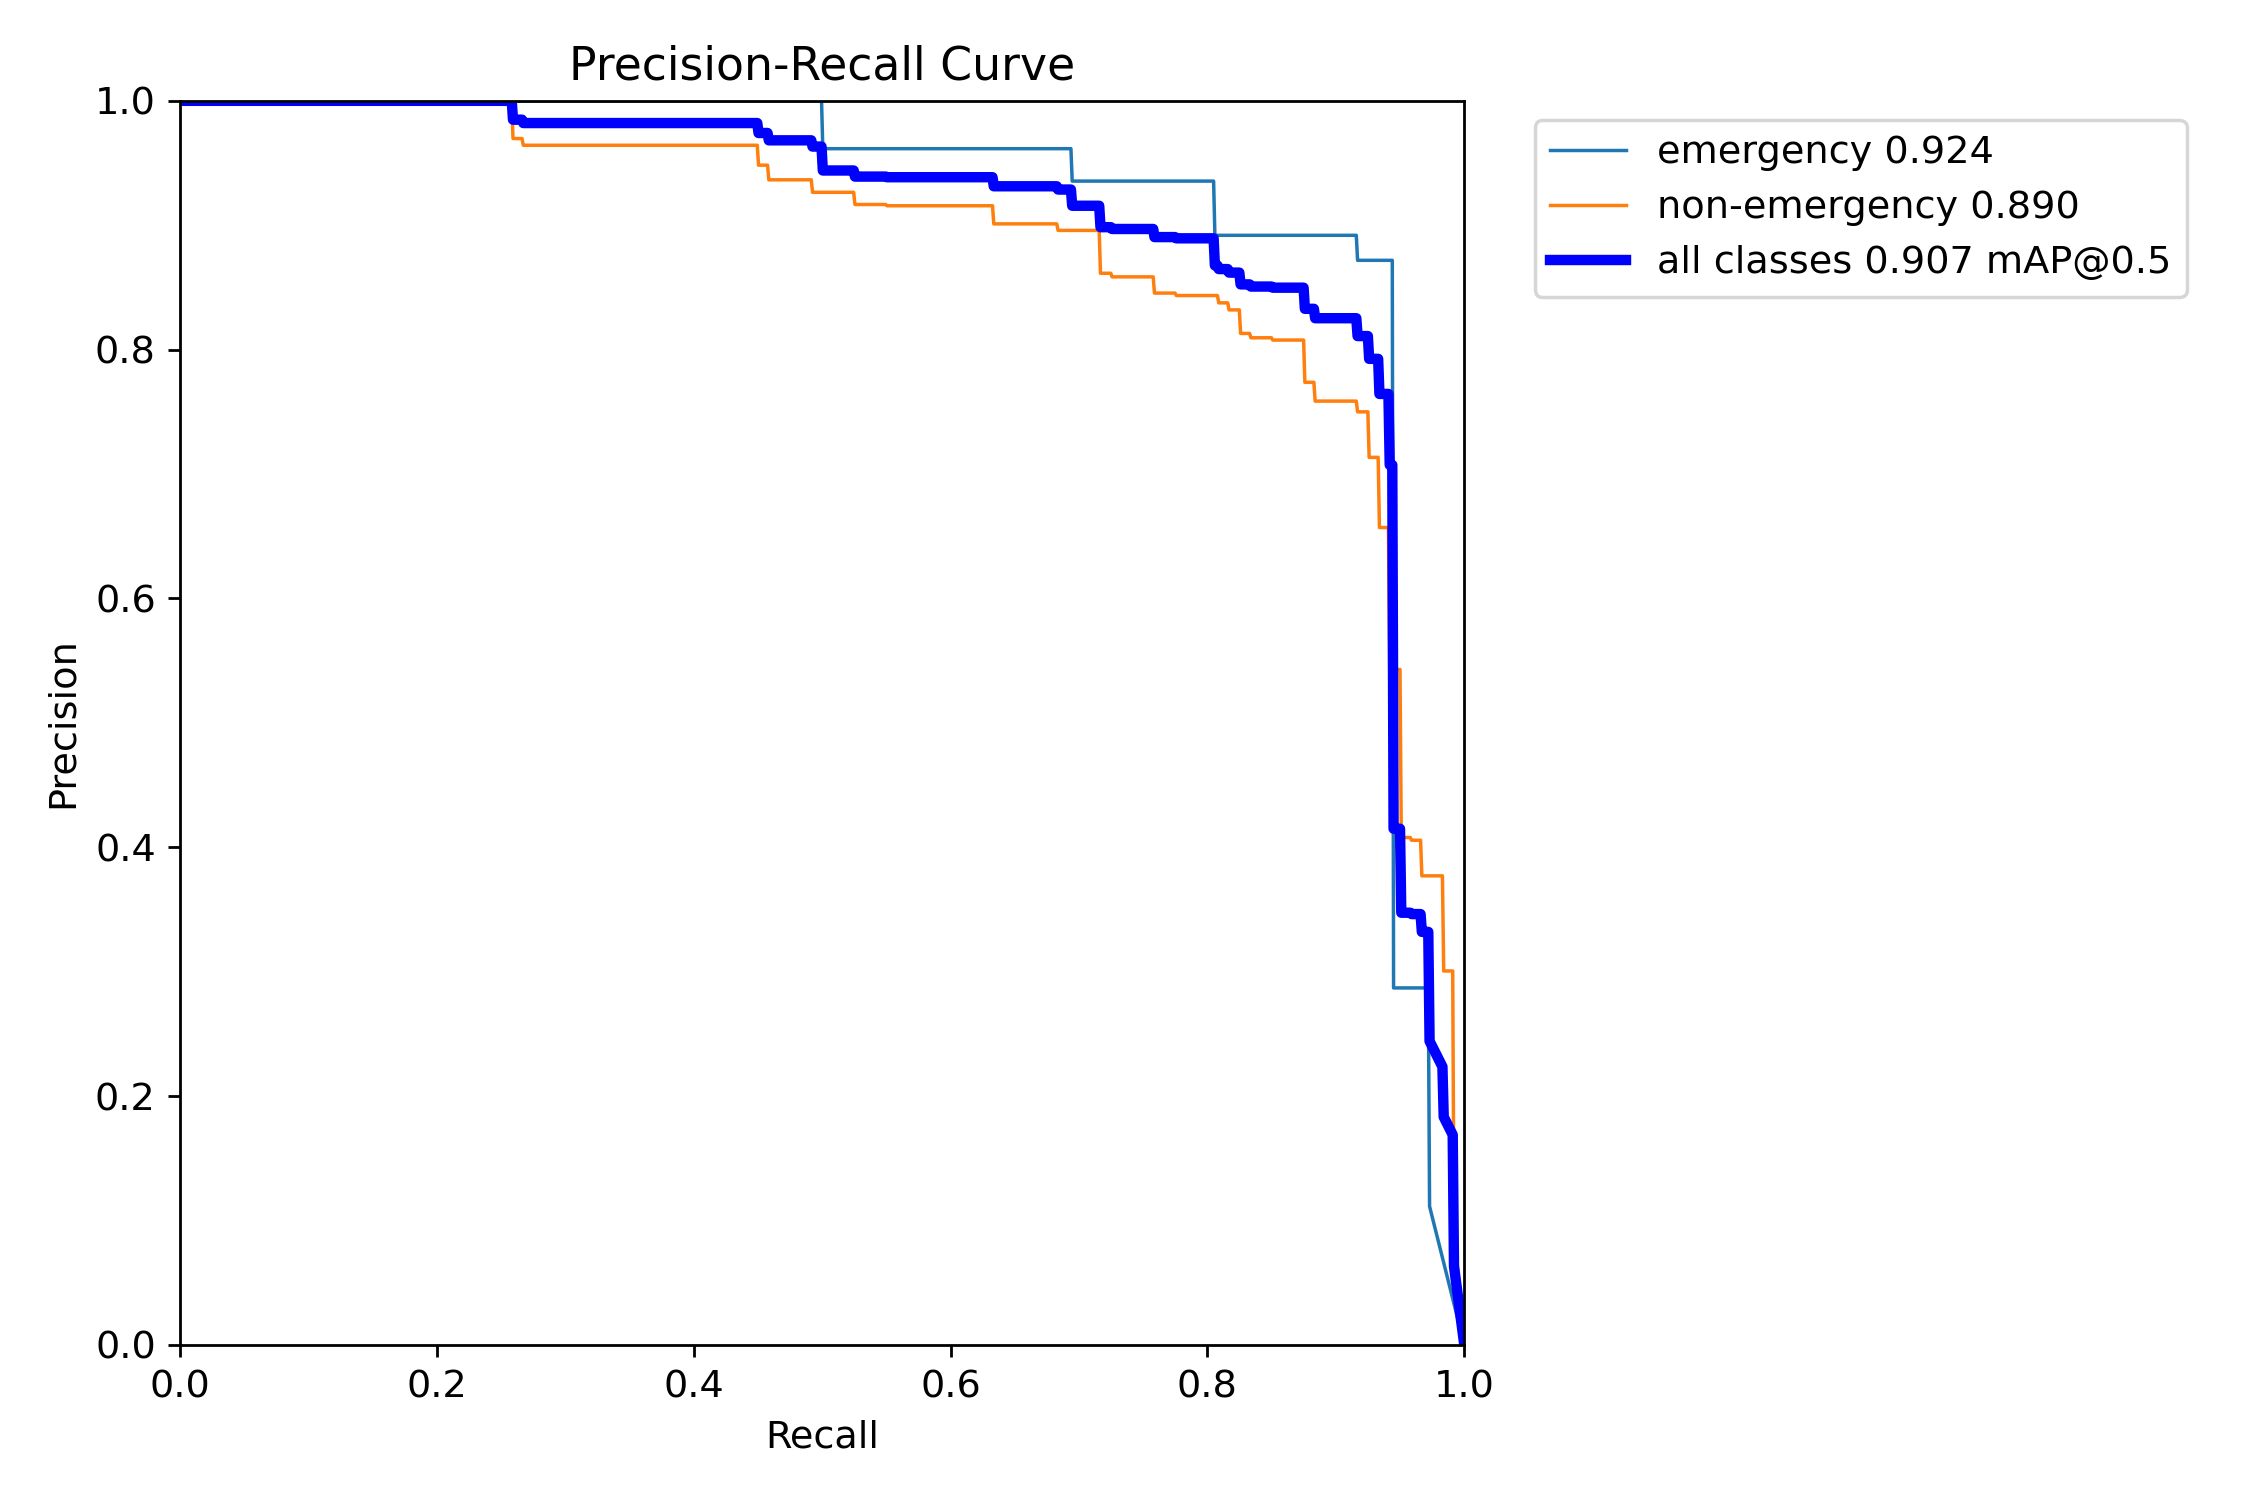 Precision-Recall Curve
1.0
0.8
0.6
0.4
0.2
0.0
Precision
0.0 0.2 0.4 0.6 0.8 1.0
Recall
emergency 0.924
non-emergency 0.890
all classes 0.907 mAP@0.5